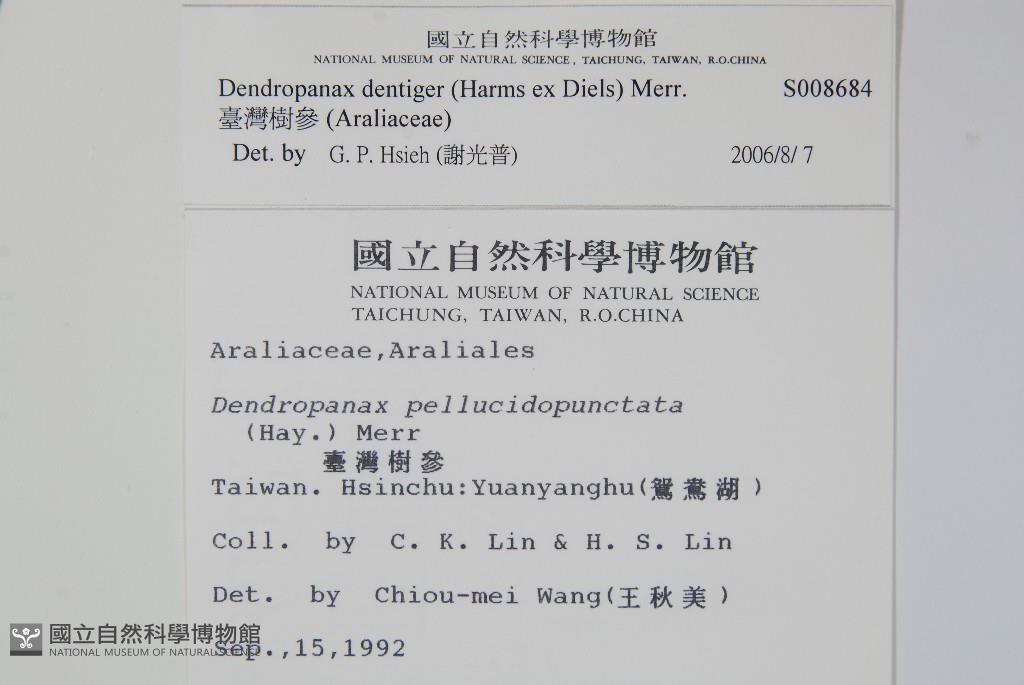 國立自然科學博物館
NATIONAL MUSEUM OF NATURAL SCIENCE, TAICHUNG, TAIWAN, R.O.CHINA
Dendropanax dentiger (Harms ex Diels) Merr. S008684
臺灣樹參 (Araliaceae)
Det. by G. P. Hsieh (謝光普) 2006/8/ 7
國立自然科學博物館
NATIONAL MUSEUM OF NATURAL SCIENCE
TAICHUNG, TAIWAN, R.O.CHINA
Araliaceae,Araliales
Dendropanax pellucidopunctata
(Hay.) Merr
臺灣樹參
Taiwan. Hsinchu:Yuanyanghu(鴛鴦湖)
Coll. by C. K. Lin & H. S. Lin
Det. by Chiou-mei Wang(王秋美)
Sep.,15,1992
國立自然科學博物館
NATIONAL MUSEUM OF NATURAL SCIENCE